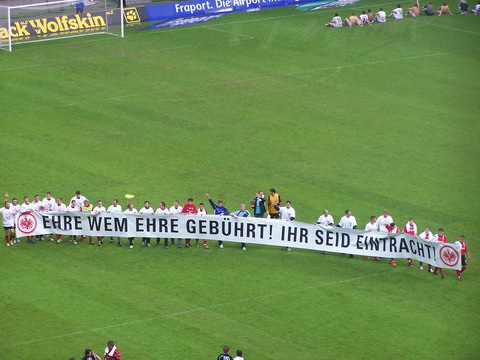 ack Wolfskin
Fraport. Die Airport
EHRE WEM EHRE GEBÜHRT! IHR SEID EINTRACHT!